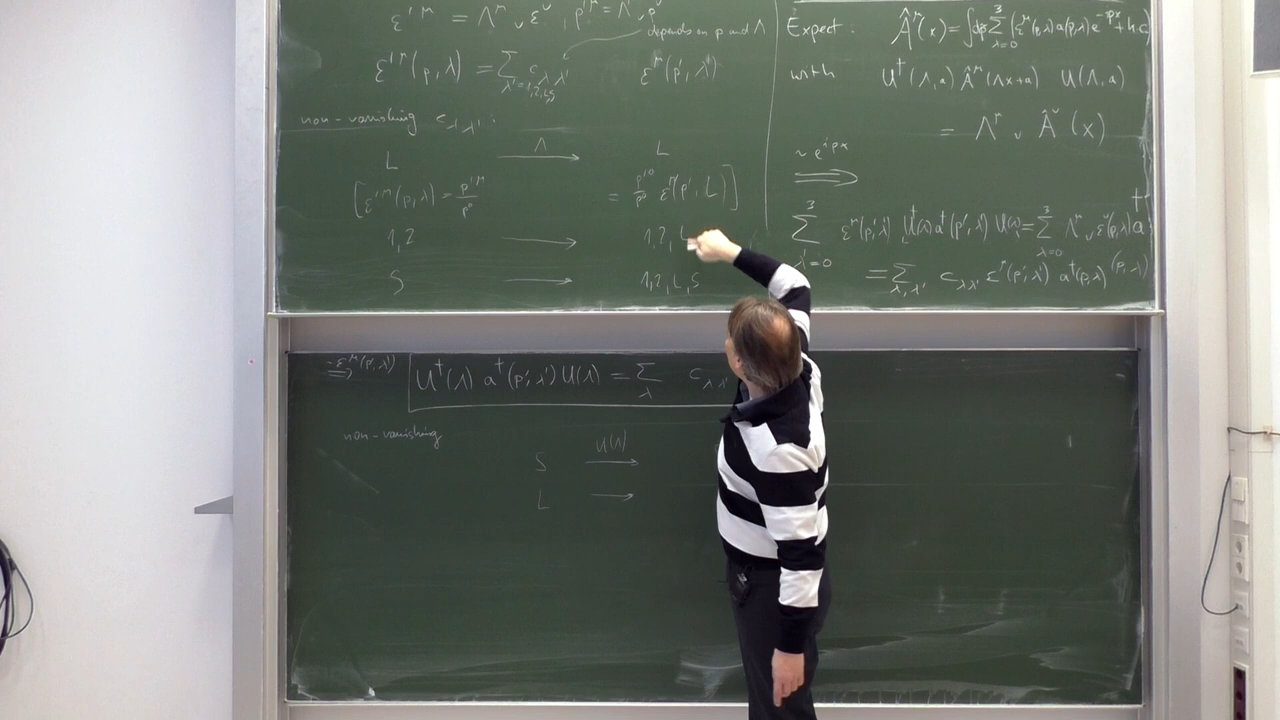 ε'^μ = Λ^μ_ν ε^ν , p'^μ = Λ^μ_ν p^ν
depends on p and Λ
ε'^μ(p,λ) = Σ_{λ'=1,2,L,S} c_{λλ'} ε^μ(p',λ')
non-vanishing c_{λλ'}:
L →^Λ L
[ε'^μ(p,λ) = p'^μ/p^0 = p'^0/p^0 ε^μ(p',L)]
1,2 → 1,2,L
S → 1,2,L,S
Expect: Â^μ(x) = ∫dp Σ_{λ=0}^3 (ε^μ(p,λ) a(p,λ) e^{-ipx} + h.c.)
with U†(Λ,a) Â^μ(Λx+a) U(Λ,a)
= Λ^μ_ν Â^ν(x)
~e^{ipx}
⟹
Σ_{λ'=0}^3 ε^μ(p',λ') U†(Λ) a†(p',λ') U(Λ) = Σ_{λ=0}^3 Λ^μ_ν ε^ν(p,λ) a†(p,λ)
= Σ_{λ,λ'} c_{λλ'} ε^μ(p',λ') a†(p,λ)
~ε^μ(p',λ') ⟹ U†(Λ) a†(p',λ') U(Λ) = Σ_λ c_{λλ'}
non-vanishing
S →^{U(Λ)}
L →